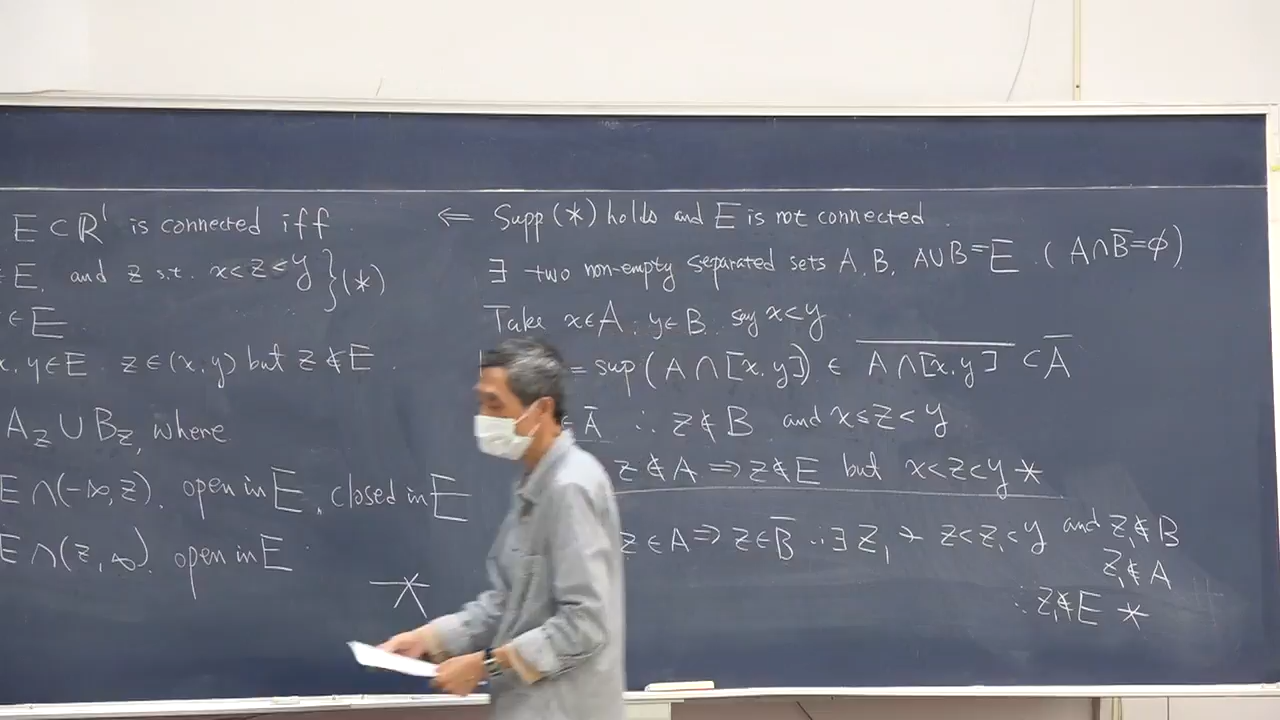 E ⊂ R¹ is connected iff
∈ E, and z s.t. x < z < y } (*)
∈ E
x, y ∈ E z ∈ (x, y) but z ∉ E.
A_z ∪ B_z, where
E ∩ (-∞, z), open in E, closed in E
E ∩ (z, ∞), open in E
*
⇐ Supp (*) holds and E is not connected.
∃ two non-empty separated sets A, B, A ∪ B = E. (A ∩ B̅ = ϕ)
Take x ∈ A, y ∈ B say x < y.
= sup(A ∩ [x, y]) ∈ \overline{A ∩ [x, y]} ⊂ A̅
∈ A̅ ∴ z ∉ B and x ≤ z < y
z ∉ A ⇒ z ∉ E but x < z < y *
z ∈ A ⇒ z ∉ B̅ ∴ ∃ z₁ ∍ z < z₁ < y and z₁ ∉ B
z₁ ∉ A
∴ z₁ ∉ E *